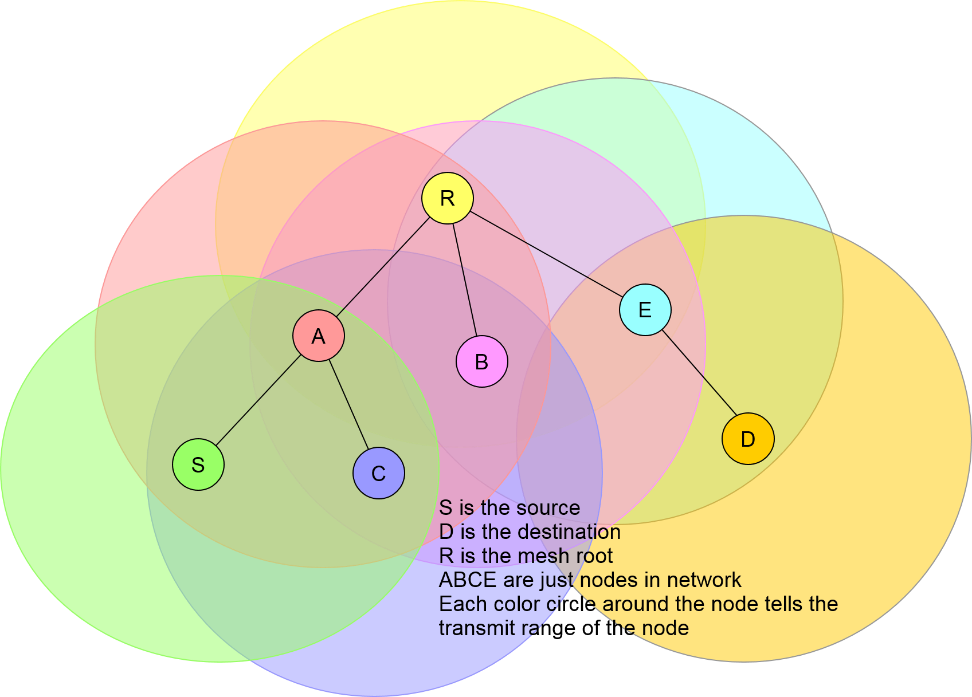 R
E
A
B
D
S
C
S is the source
D is the destination
R is the mesh root
ABCE are just nodes in network
Each color circle around the node tells the
transmit range of the node